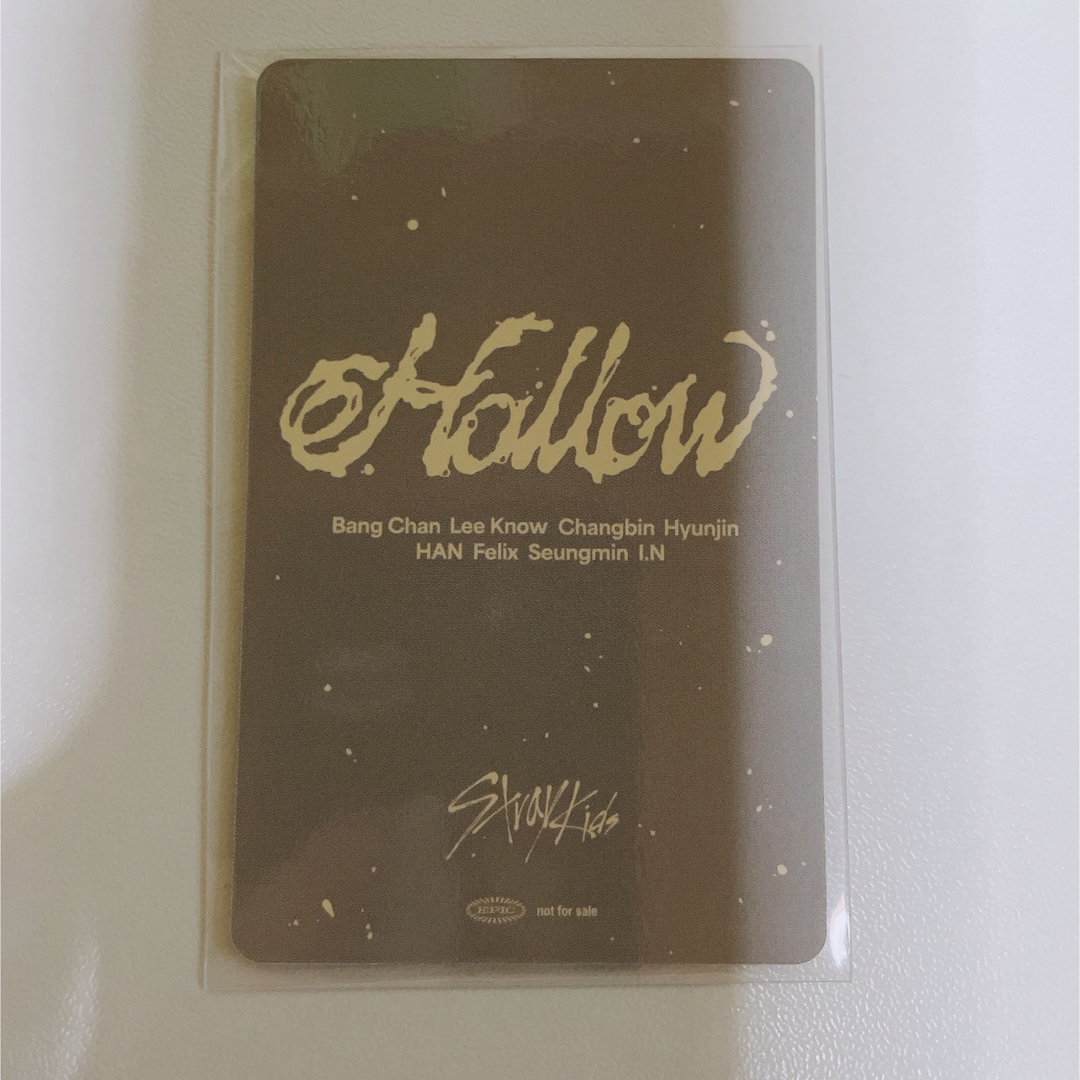 Hollow
Bang Chan Lee Know Changbin Hyunjin
HAN Felix Seungmin I.N
Stray Kids
EPIC not for sale